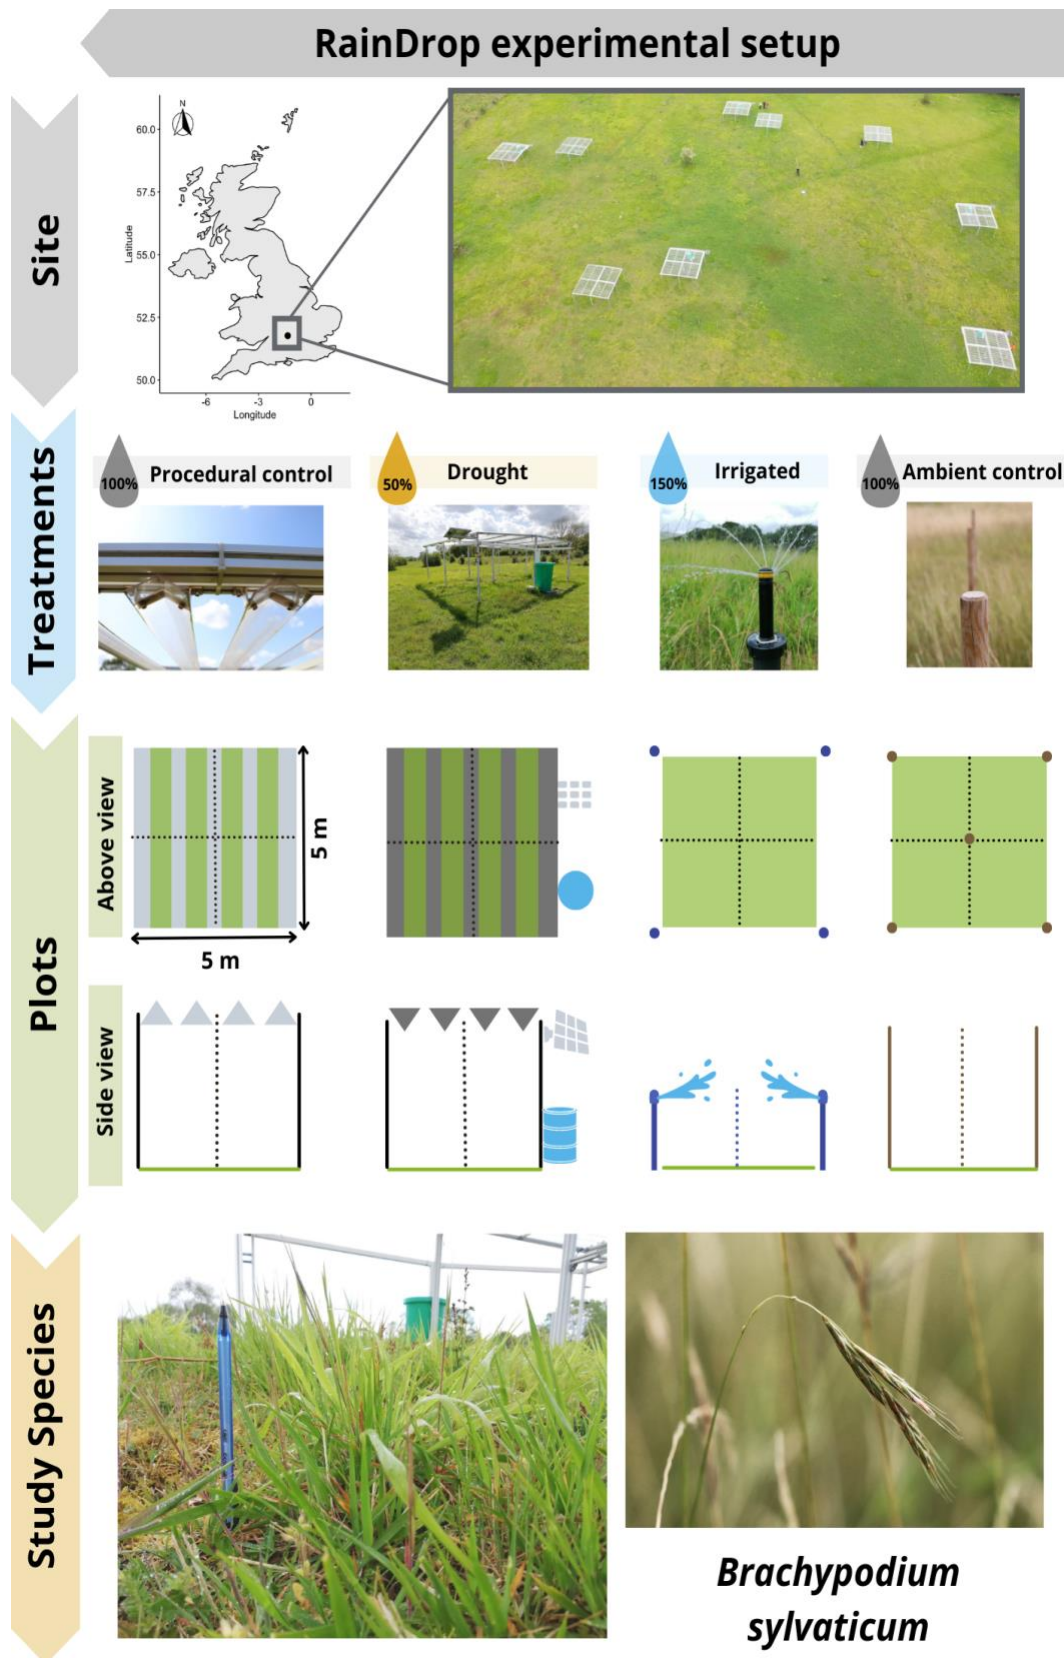 RainDrop experimental setup
Site
N
60.0
57.5
55.0
52.5
50.0
Latitude
-6 -3 0
Longitude
Treatments
100% Procedural control
50% Drought
150% Irrigated
100% Ambient control
Plots
Above view
5 m
5 m
Side view
Study Species
Brachypodium
sylvaticum